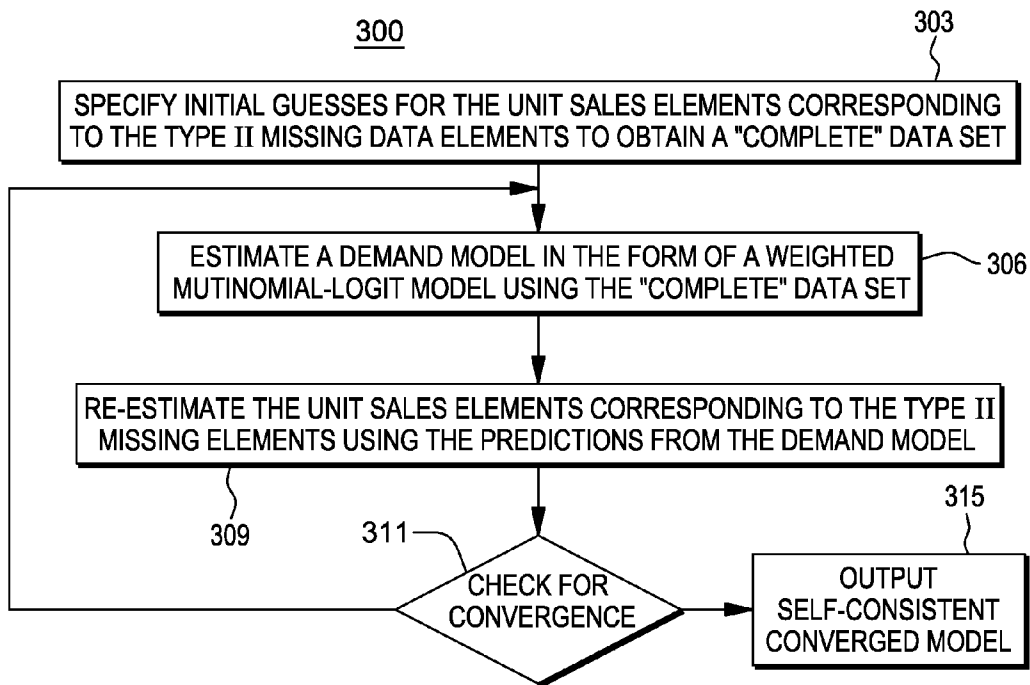 300
303
SPECIFY INITIAL GUESSES FOR THE UNIT SALES ELEMENTS CORRESPONDING
TO THE TYPE II MISSING DATA ELEMENTS TO OBTAIN A "COMPLETE" DATA SET
ESTIMATE A DEMAND MODEL IN THE FORM OF A WEIGHTED
MUTINOMIAL-LOGIT MODEL USING THE "COMPLETE" DATA SET
306
RE-ESTIMATE THE UNIT SALES ELEMENTS CORRESPONDING TO THE TYPE II
MISSING ELEMENTS USING THE PREDICTIONS FROM THE DEMAND MODEL
309
311
CHECK FOR
CONVERGENCE
315
OUTPUT
SELF-CONSISTENT
CONVERGED MODEL